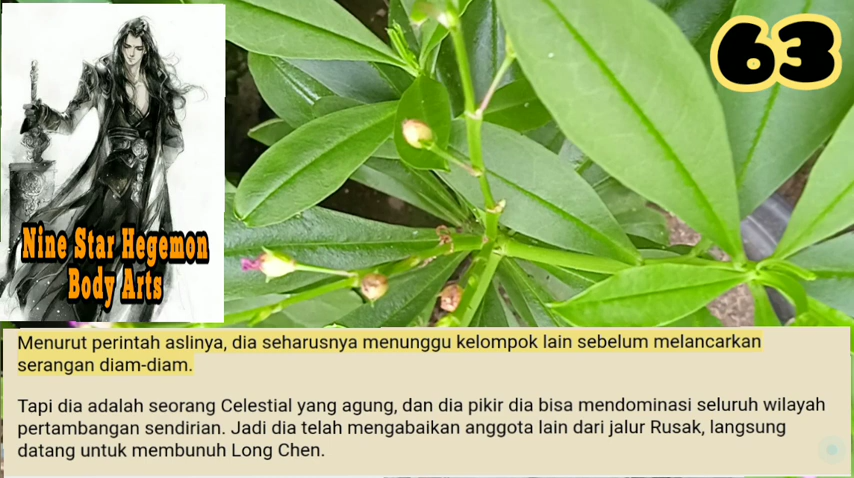 63
Nine Star Hegemon
Body Arts
Menurut perintah aslinya, dia seharusnya menunggu kelompok lain sebelum melancarkan
serangan diam-diam.
Tapi dia adalah seorang Celestial yang agung, dan dia pikir dia bisa mendominasi seluruh wilayah
pertambangan sendirian. Jadi dia telah mengabaikan anggota lain dari jalur Rusak, langsung
datang untuk membunuh Long Chen.